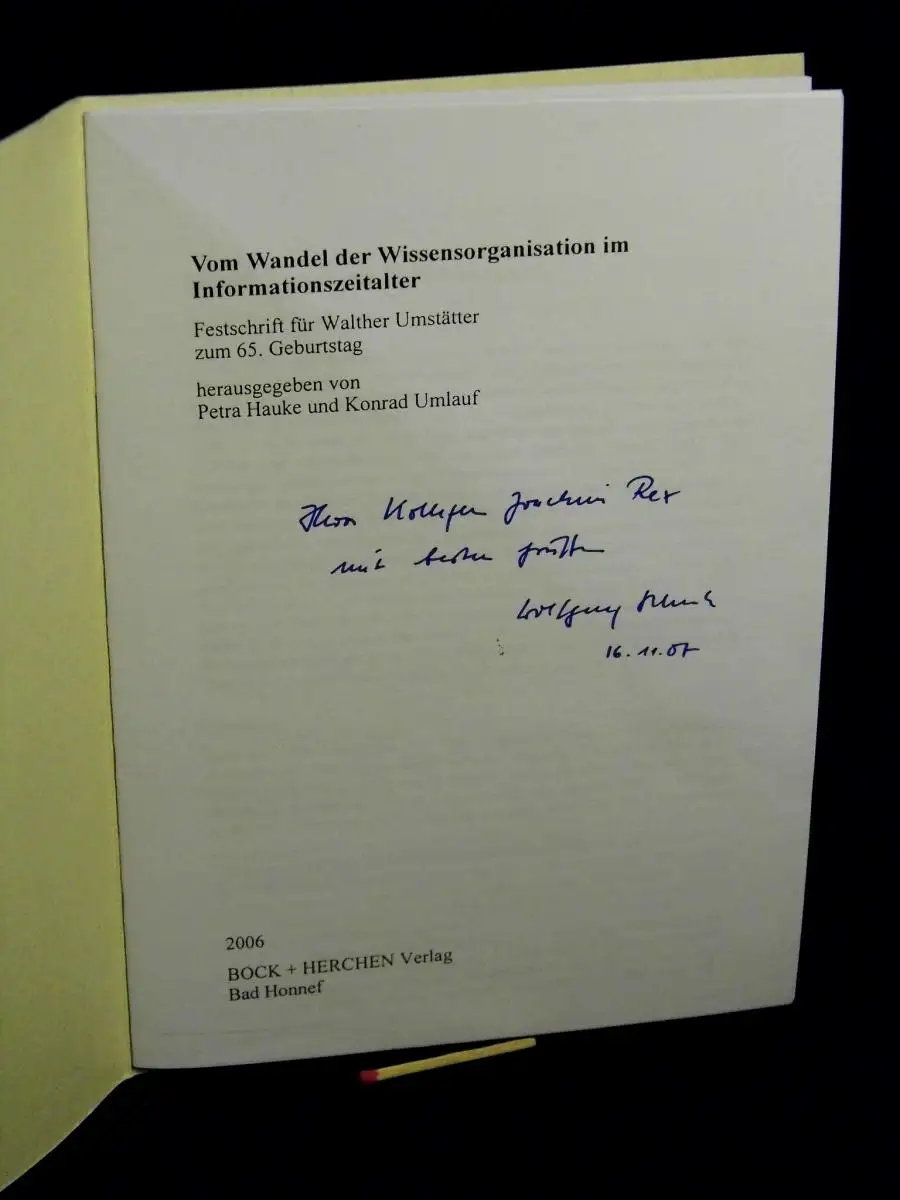 Vom Wandel der Wissensorganisation im
Informationszeitalter
Festschrift für Walther Umstätter
zum 65. Geburtstag
herausgegeben von
Petra Hauke und Konrad Umlauf
Kollegen Joachim Rex
mit besten Grüßen
Wolfgang
16.11.07
2006
BOCK + HERCHEN Verlag
Bad Honnef